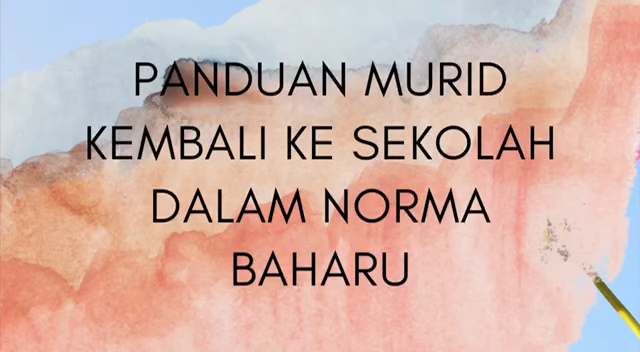 PANDUAN MURID
KEMBALI KE SEKOLAH
DALAM NORMA
BAHARU